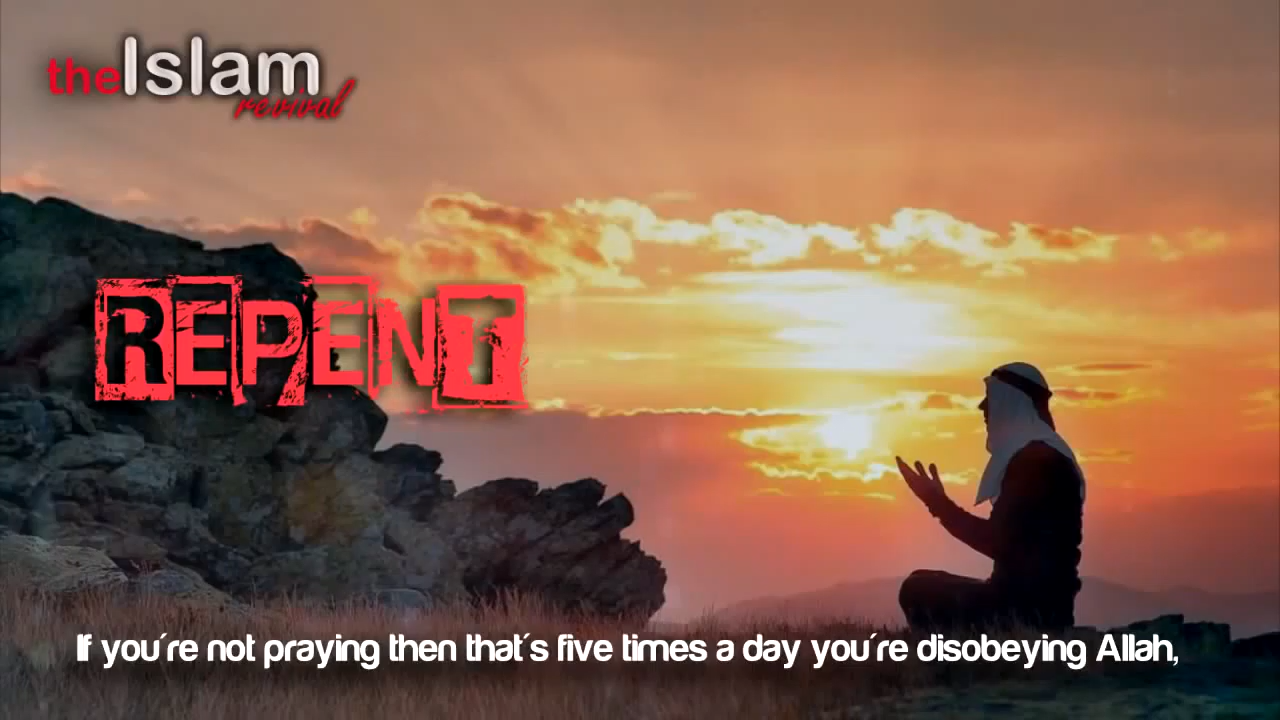 theIslam
revival
REPENT
If you're not praying then that's five times a day you're disobeying Allah,